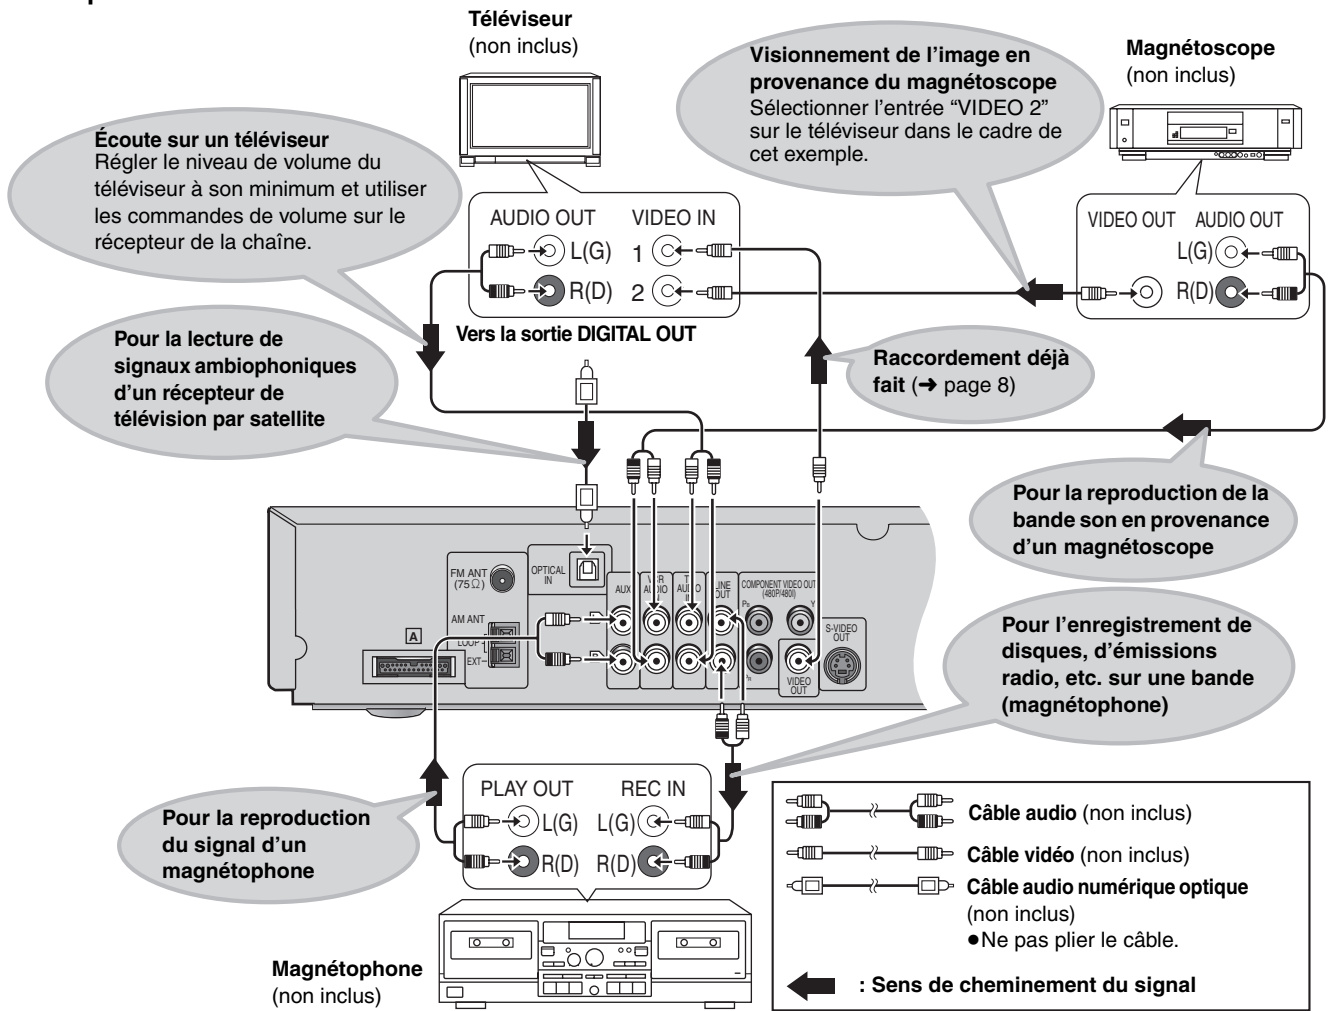 Téléviseur
(non inclus)
Visionnement de l'image en
provenance du magnétoscope
Sélectionner l'entrée "VIDEO 2"
sur le téléviseur dans le cadre de
cet exemple.
Magnétoscope
(non inclus)
Écoute sur un téléviseur
Régler le niveau de volume du
téléviseur à son minimum et utiliser
les commandes de volume sur le
récepteur de la chaîne.
AUDIO OUT
VIDEO IN
L(G)
1
R(D)
2
VIDEO OUT
AUDIO OUT
L(G)
R(D)
Vers la sortie DIGITAL OUT
Pour la lecture de
signaux ambiophoniques
d'un récepteur de
télévision par satellite
Raccordement déjà
fait (➜ page 8)
Pour la reproduction de la
bande son en provenance
d'un magnétoscope
FM ANT
(75Ω)
OPTICAL
IN
AM ANT
LOOP
EXT
A
AUX
VCR
AUDIO
IN
AUDIO
LINE
OUT
COMPONENT VIDEO OUT
(480P/480I)
PB
Y
PR
VIDEO
OUT
S-VIDEO
OUT
Pour l'enregistrement de
disques, d'émissions
radio, etc. sur une bande
(magnétophone)
Pour la reproduction
du signal d'un
magnétophone
PLAY OUT
REC IN
L(G)
L(G)
R(D)
R(D)
Magnétophone
(non inclus)
Câble audio (non inclus)
Câble vidéo (non inclus)
Câble audio numérique optique
(non inclus)
●Ne pas plier le câble.
: Sens de cheminement du signal